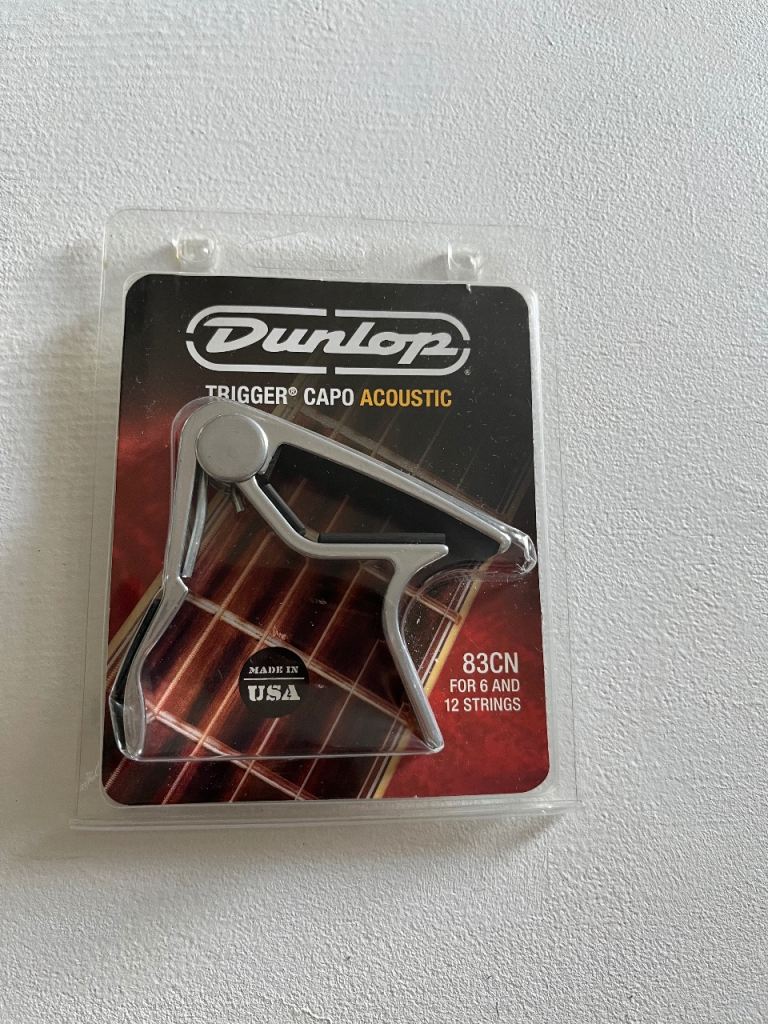 Dunlop®
TRIGGER® CAPO ACOUSTIC
83CN
FOR 6 AND
12 STRINGS
MADE IN
USA